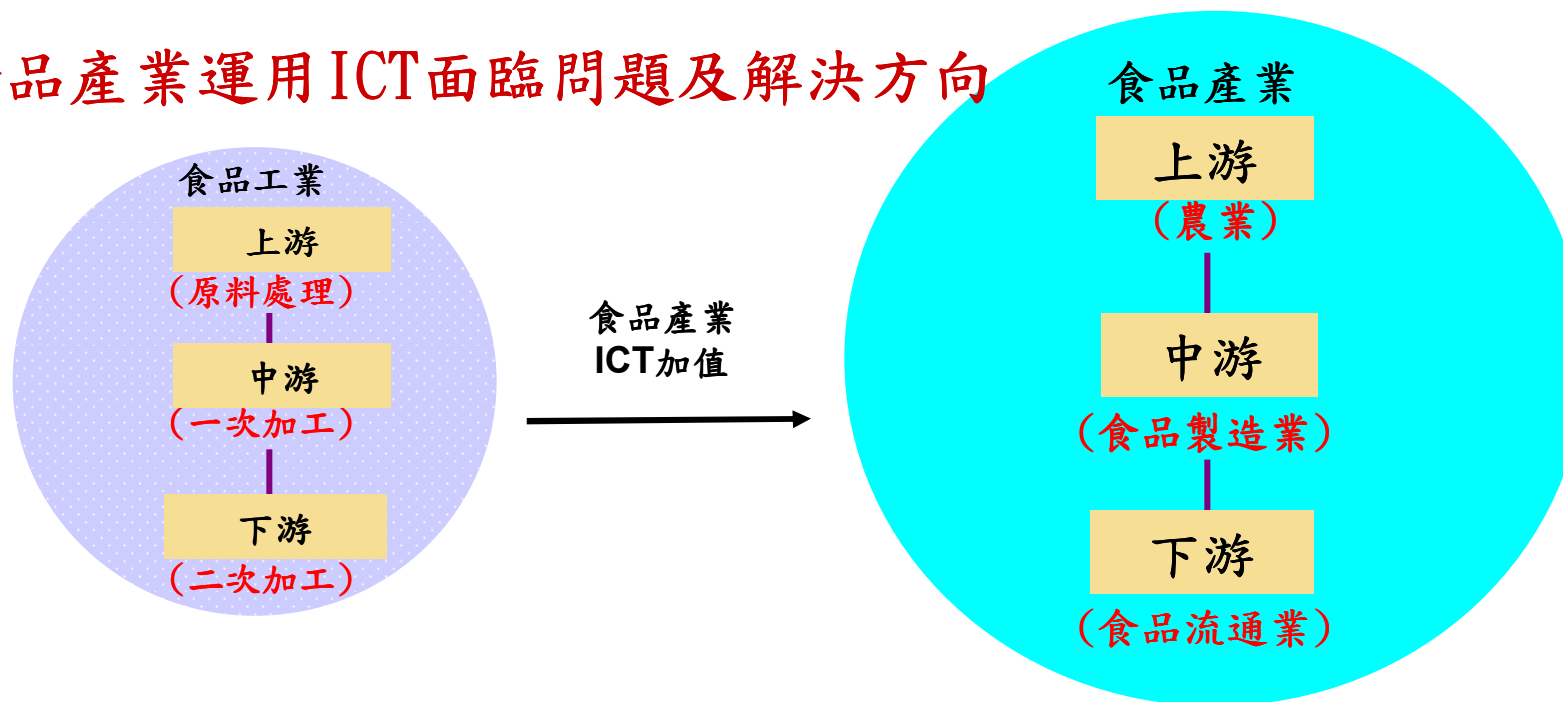 品產業運用ICT面臨問題及解決方向
食品工業
上游
(原料處理)
中游
(一次加工)
下游
(二次加工)
食品產業
ICT加值
食品產業
上游
(農業)
中游
(食品製造業)
下游
(食品流通業)